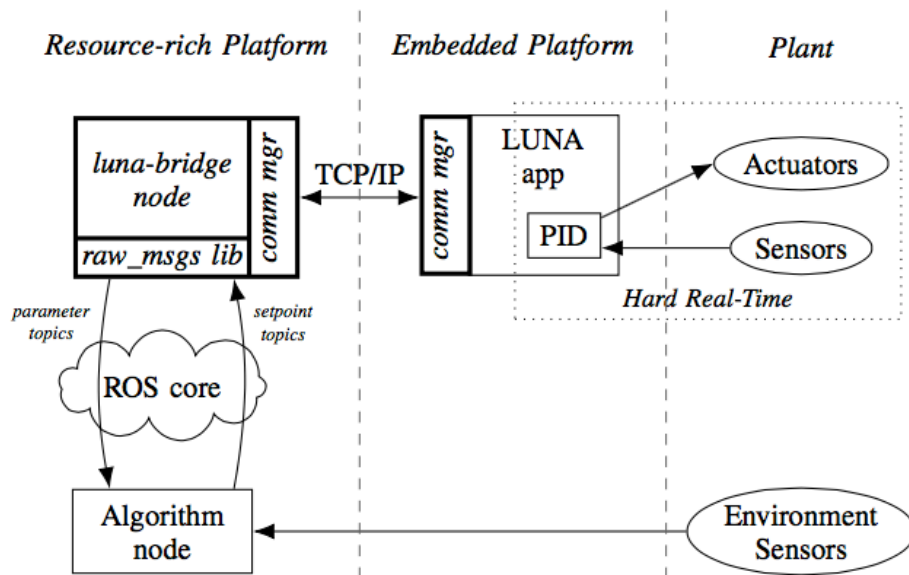 Resource-rich Platform
Embedded Platform
Plant
luna-bridge
node
comm mgr
raw_msgs lib
TCP/IP
comm mgr
LUNA
app
PID
Actuators
Sensors
Hard Real-Time
parameter
topics
setpoint
topics
ROS core
Algorithm
node
Environment
Sensors